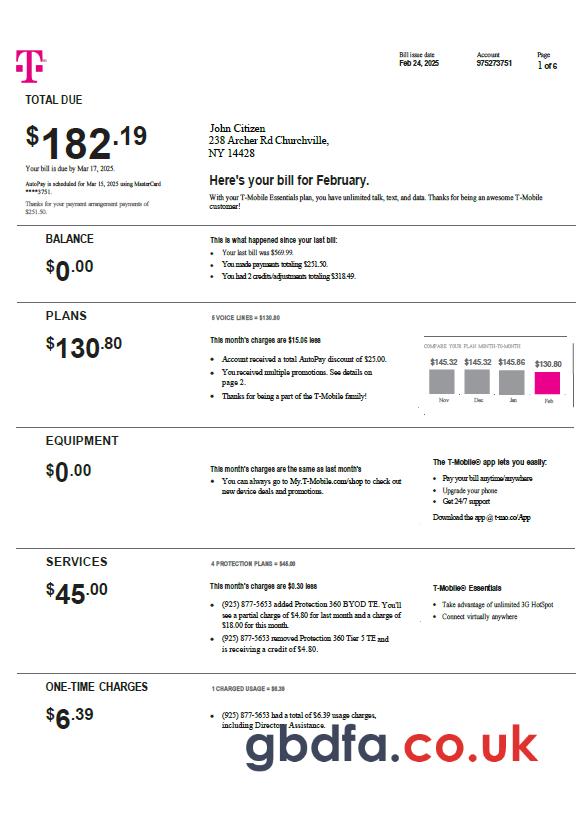 T
Bill issue date Account Page
Feb 24, 2025 975273751 1 of 6
TOTAL DUE
$182.19
Your bill is due by Mar 17, 2025.
AutoPay is scheduled for Mar 15, 2025 using MasterCard
****3751.
Thanks for your payment arrangement payments of
$251.50.
John Citizen
238 Archer Rd Churchville,
NY 14428
Here's your bill for February.
With your T-Mobile Essentials plan, you have unlimited talk, text, and data. Thanks for being an awesome T-Mobile
customer!
BALANCE
$0.00
This is what happened since your last bill:
• Your last bill was $569.99.
• You made payments totaling $251.50.
• You had 2 credits/adjustments totaling $318.49.
PLANS
$130.80
5 VOICE LINES = $130.80
This month's charges are $15.06 less
• Account received a total AutoPay discount of $25.00.
• You received multiple promotions. See details on
page 2.
• Thanks for being a part of the T-Mobile family!
COMPARE YOUR PLAN MONTH-TO-MONTH
$145.32 $145.32 $145.86 $130.80
Nov Dec Jan Feb
EQUIPMENT
$0.00
This month's charges are the same as last month's
• You can always go to My.T-Mobile.com/shop to check out
new device deals and promotions.
The T-Mobile® app lets you easily:
• Pay your bill anytime/anywhere
• Upgrade your phone
• Get 24/7 support
Download the app @ t-mo.co/App
SERVICES
$45.00
4 PROTECTION PLANS = $45.00
This month's charges are $0.30 less
• (925) 877-5653 added Protection 360 BYOD TE. You'll
see a partial charge of $4.80 for last month and a charge of
$18.00 for this month.
• (925) 877-5653 removed Protection 360 Tier 5 TE and
is receiving a credit of $4.80.
T-Mobile® Essentials
• Take advantage of unlimited 3G HotSpot
• Connect virtually anywhere
ONE-TIME CHARGES
$6.39
1 CHARGED USAGE = $6.39
• (925) 877-5653 had a total of $6.39 usage charges,
including Directory Assistance.
gbdfa.co.uk